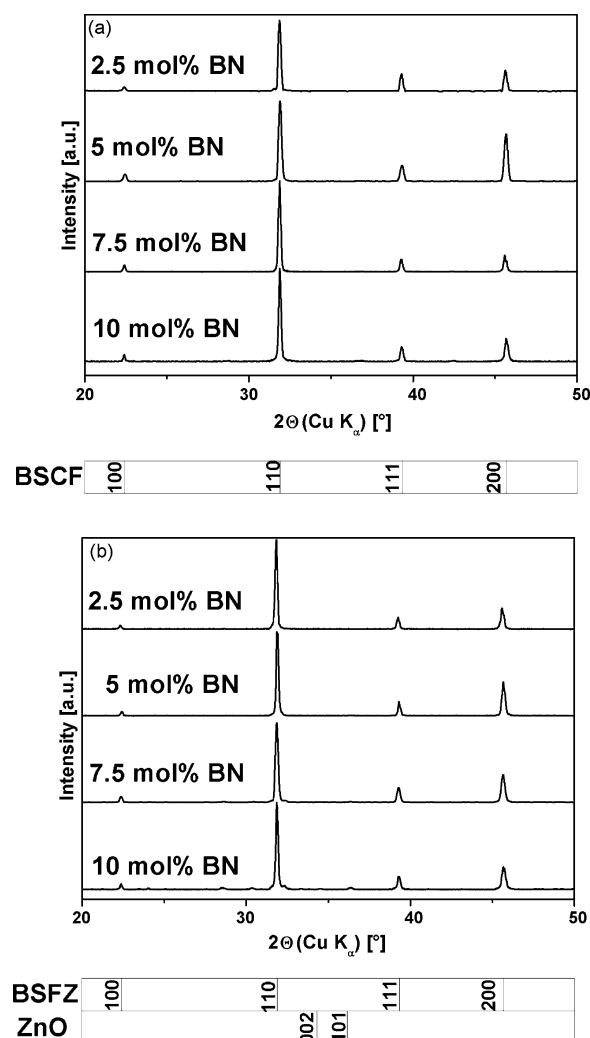 (a)
2.5 mol% BN
5 mol% BN
7.5 mol% BN
10 mol% BN
Intensity [a.u.]
20 30 40 50
2Θ (Cu Kα) [°]
BSCF 100 110 111 200
(b)
2.5 mol% BN
5 mol% BN
7.5 mol% BN
10 mol% BN
Intensity [a.u.]
20 30 40 50
2Θ (Cu Kα) [°]
BSFZ 100 110 111 200
ZnO 002 101